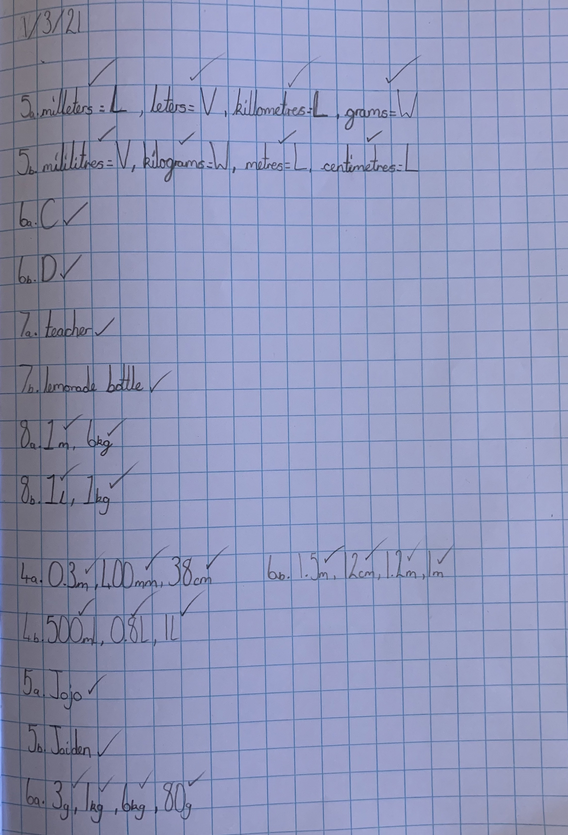 1/3/21
5a. milleters = L, leters = V, killometres = L, grams = W
5b. mililitres = V, kilograms = W, metres = L, centimetres = L
6a. C ✓
6b. D ✓
7a. teacher ✓
7b. lemonade bottle ✓
8a. 1m, 6kg
8b. 1L, 1kg
4a. 0.3m, 400mm, 38cm 6b. 1.5m, 12cm, 1.2m, 1m
4b. 500ml, 0.8L, 1L
5a. Jojo ✓
5b. Jaiden ✓
6a. 3g, 1kg, 6kg, 80g